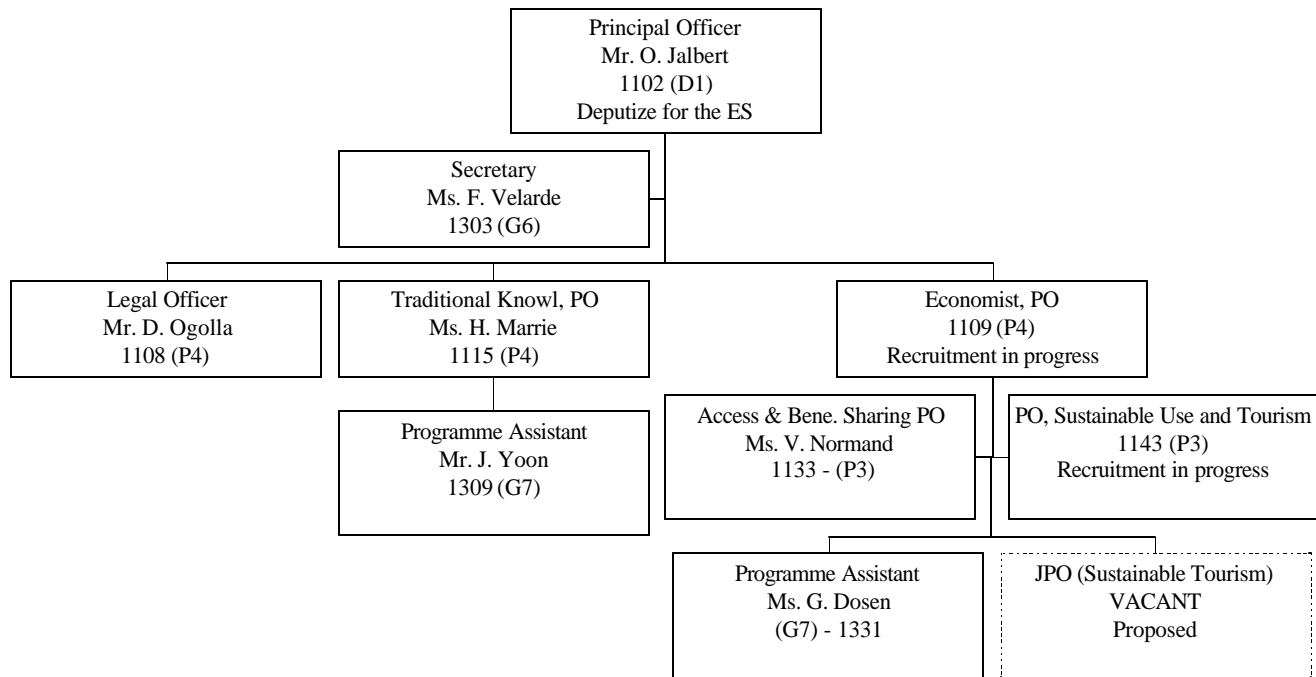 Principal Officer
Mr. O. Jalbert
1102 (D1)
Deputize for the ES
Secretary
Ms. F. Velarde
1303 (G6)
Legal Officer
Mr. D. Ogolla
1108 (P4)
Traditional Knowl, PO
Ms. H. Marrie
1115 (P4)
Economist, PO
1109 (P4)
Recruitment in progress
Programme Assistant
Mr. J. Yoon
1309 (G7)
Access & Bene. Sharing PO
Ms. V. Normand
1133 - (P3)
PO, Sustainable Use and Tourism
1143 (P3)
Recruitment in progress
Programme Assistant
Ms. G. Dosen
(G7) - 1331
JPO (Sustainable Tourism)
VACANT
Proposed